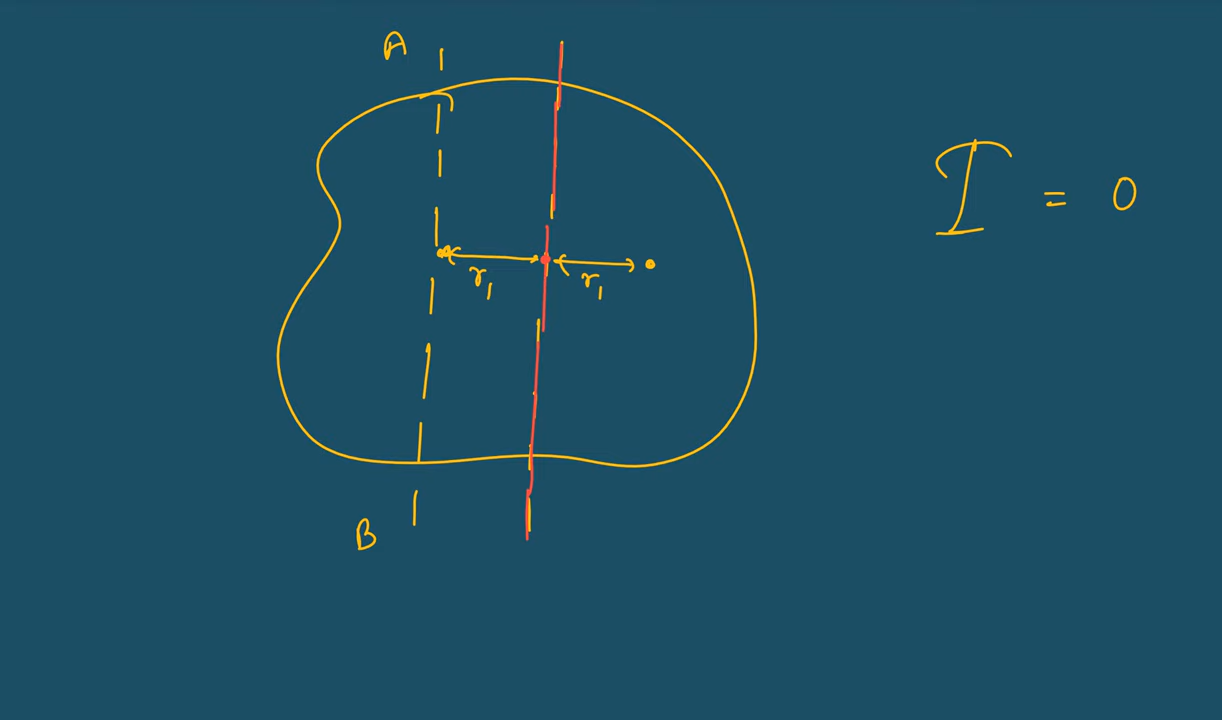 A
I = 0
r₁ r₁
B